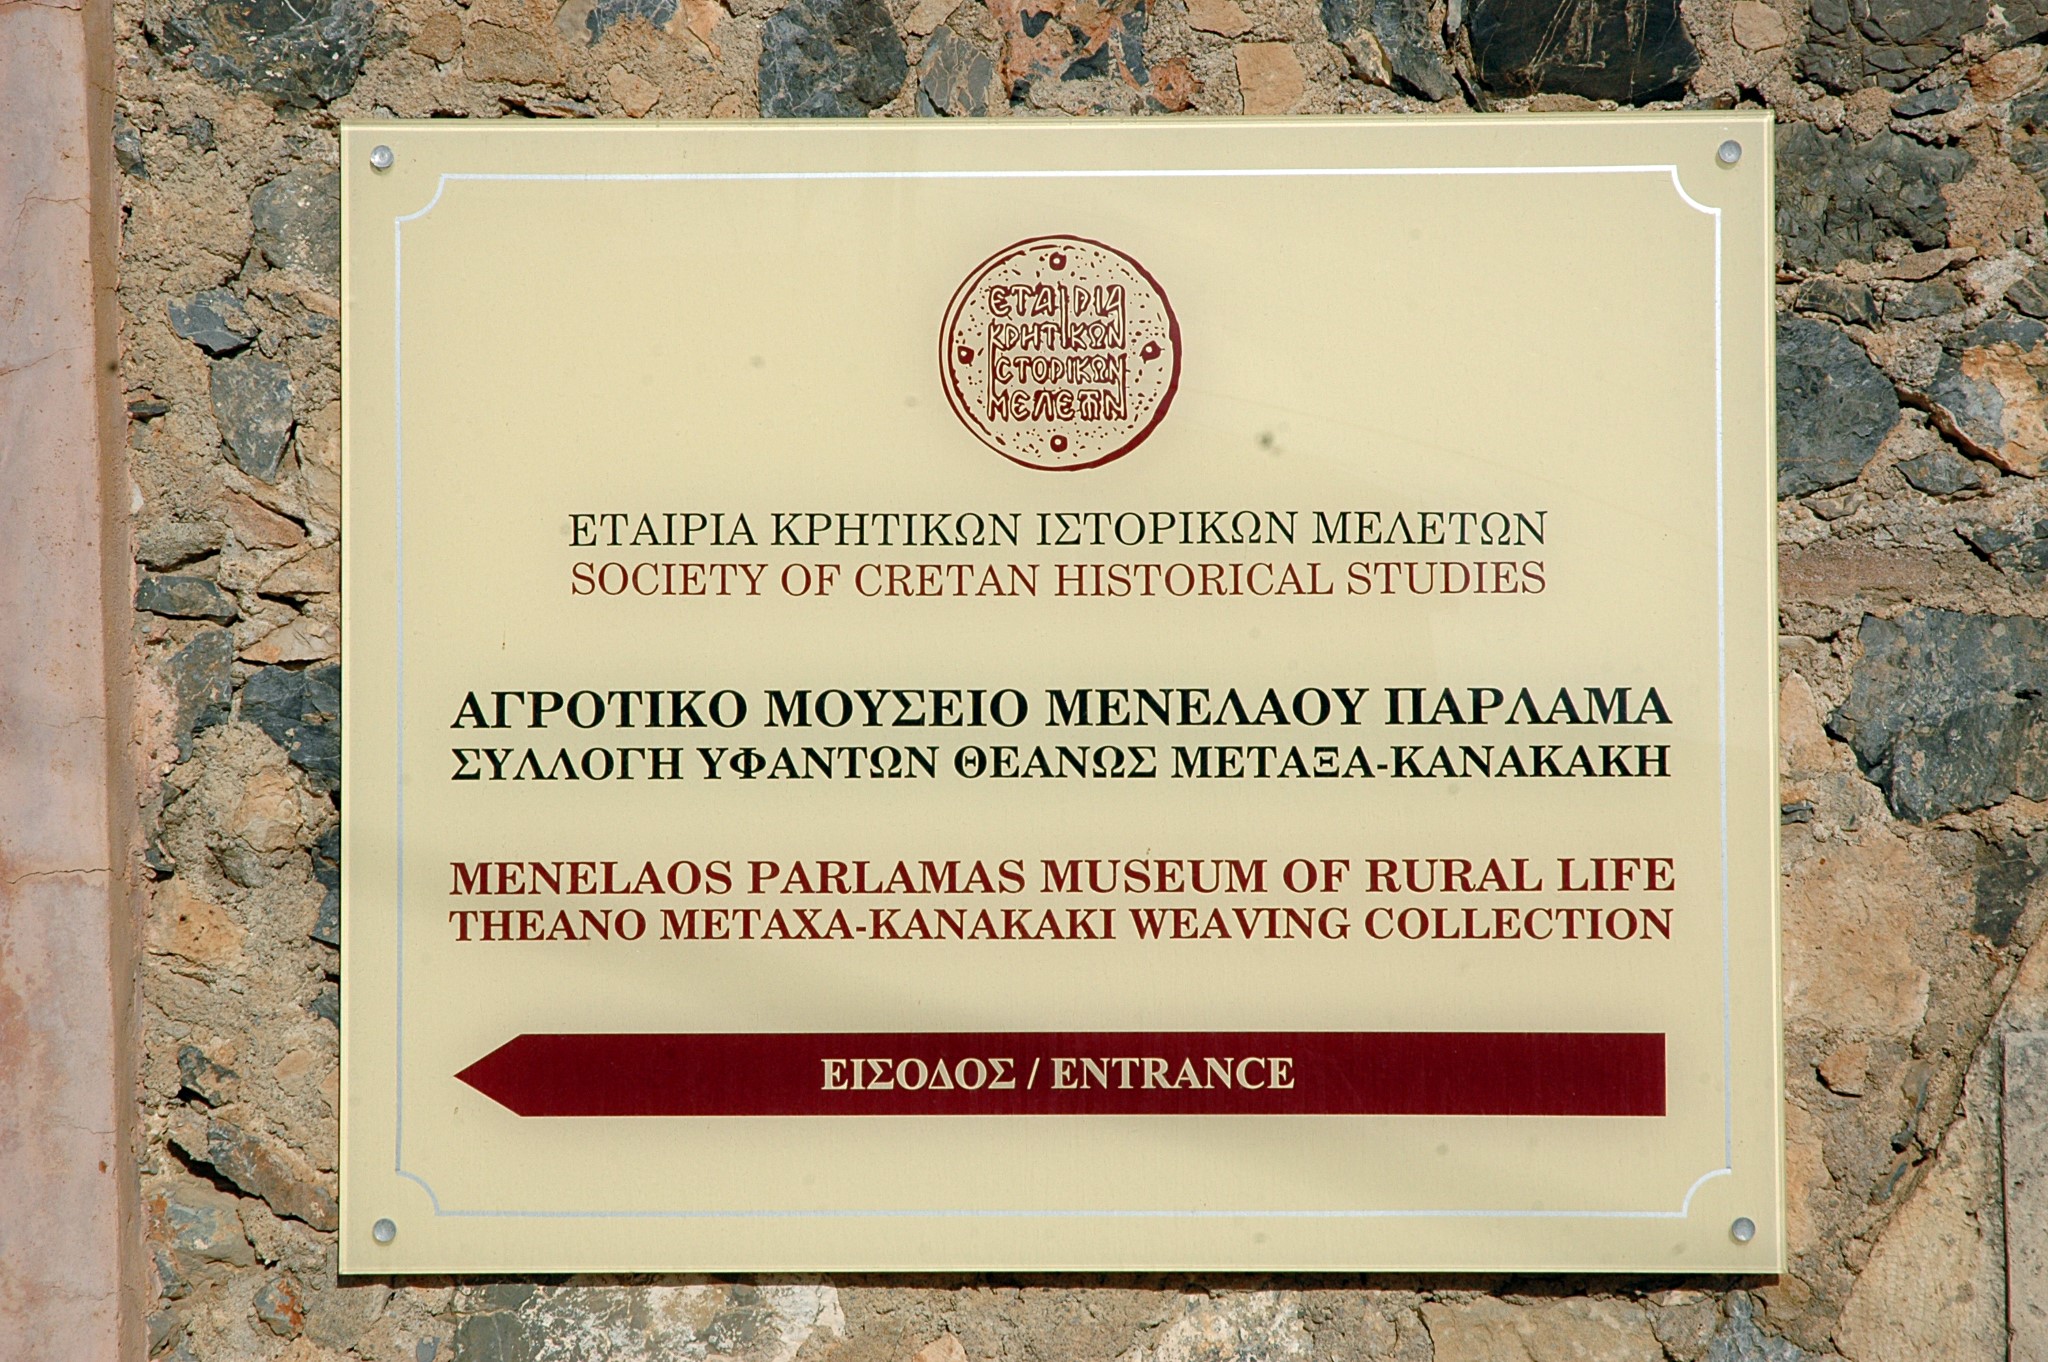 ΕΤΑΙΡΙΑ
ΚΡΗΤΙΚΩΝ
ΙCΤΟΡΙΚΩΝ
ΜΕΛΕΤΩΝ
ΕΤΑΙΡΙΑ ΚΡΗΤΙΚΩΝ ΙΣΤΟΡΙΚΩΝ ΜΕΛΕΤΩΝ
SOCIETY OF CRETAN HISTORICAL STUDIES
ΑΓΡΟΤΙΚΟ ΜΟΥΣΕΙΟ ΜΕΝΕΛΑΟΥ ΠΑΡΛΑΜΑ
ΣΥΛΛΟΓΗ ΥΦΑΝΤΩΝ ΘΕΑΝΩΣ ΜΕΤΑΞΑ-ΚΑΝΑΚΑΚΗ
MENELAOS PARLAMAS MUSEUM OF RURAL LIFE
THEANO METAXA-KANAKAKI WEAVING COLLECTION
ΕΙΣΟΔΟΣ / ENTRANCE